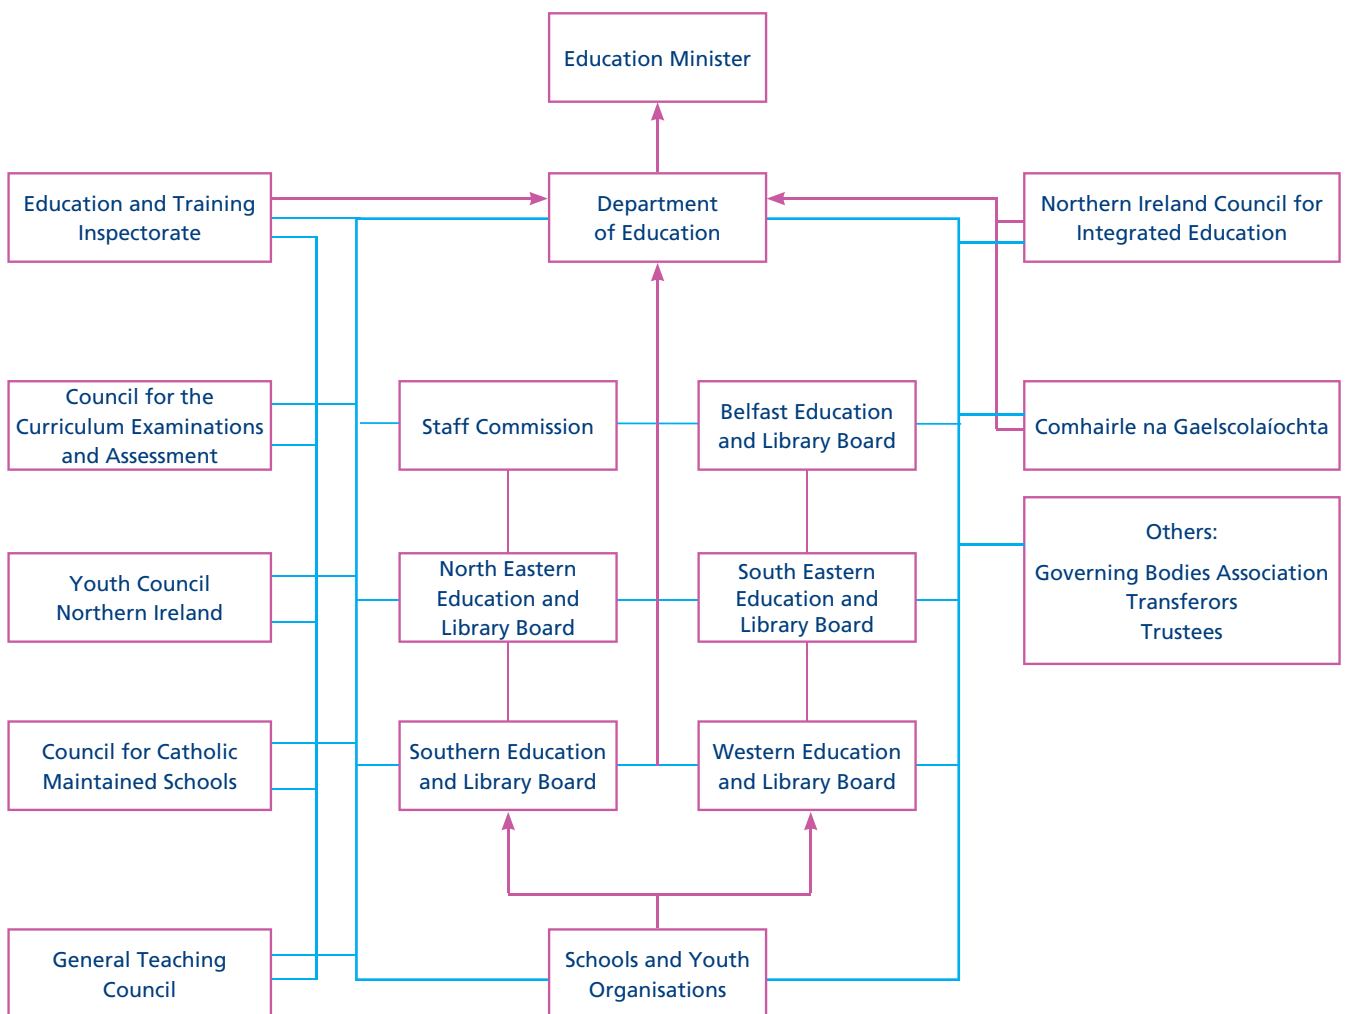 Education Minister
Education and Training
Inspectorate
Department
of Education
Northern Ireland Council for
Integrated Education
Council for the
Curriculum Examinations
and Assessment
Staff Commission
Belfast Education
and Library Board
Comhairle na Gaelscolaíochta
Youth Council
Northern Ireland
North Eastern
Education and
Library Board
South Eastern
Education and
Library Board
Others:
Governing Bodies Association
Transferors
Trustees
Council for Catholic
Maintained Schools
Southern Education
and Library Board
Western Education
and Library Board
General Teaching
Council
Schools and Youth
Organisations